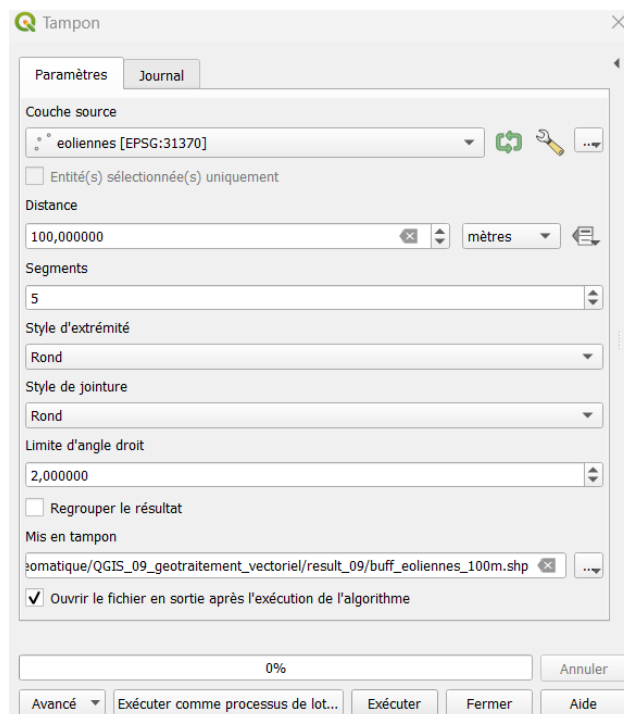 Tampon
Paramètres Journal
Couche source
eoliennes [EPSG:31370]
Entité(s) sélectionnée(s) uniquement
Distance
100,000000 mètres
Segments
5
Style d'extrémité
Rond
Style de jointure
Rond
Limite d'angle droit
2,000000
Regrouper le résultat
Mis en tampon
eomatique/QGIS_09_geotraitement_vectoriel/result_09/buff_eoliennes_100m.shp
Ouvrir le fichier en sortie après l'exécution de l'algorithme
0% Annuler
Avancé Exécuter comme processus de lot... Exécuter Fermer Aide